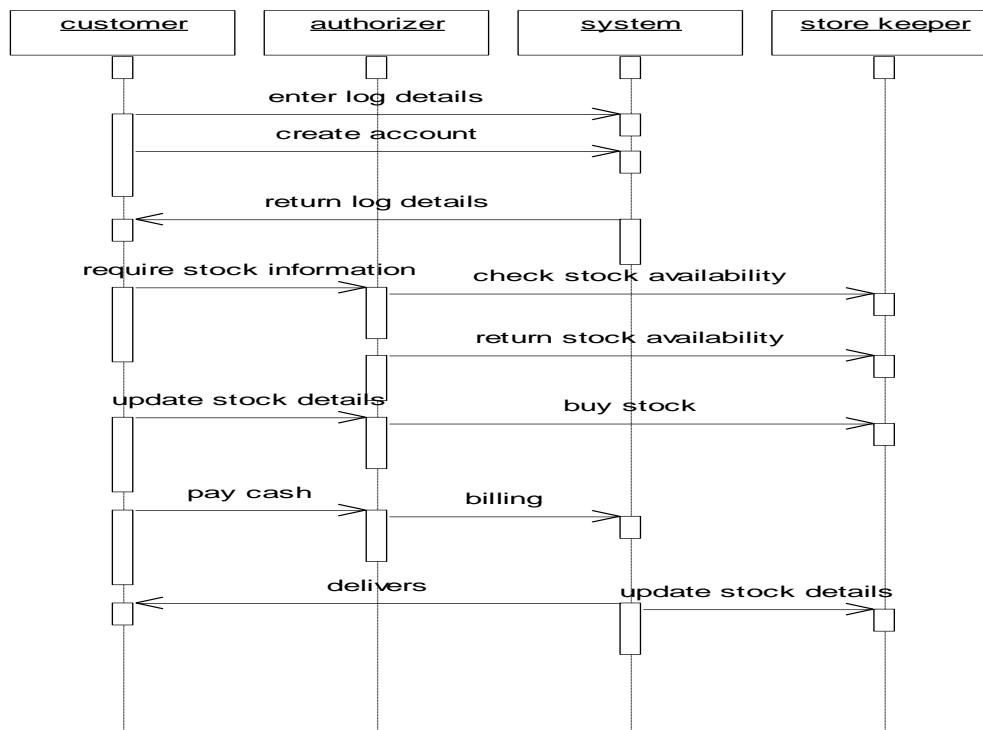 customer
authorizer
system
store keeper
enter log details
create account
return log details
require stock information
check stock availability
return stock availability
update stock details
buy stock
pay cash
billing
delivers
update stock details